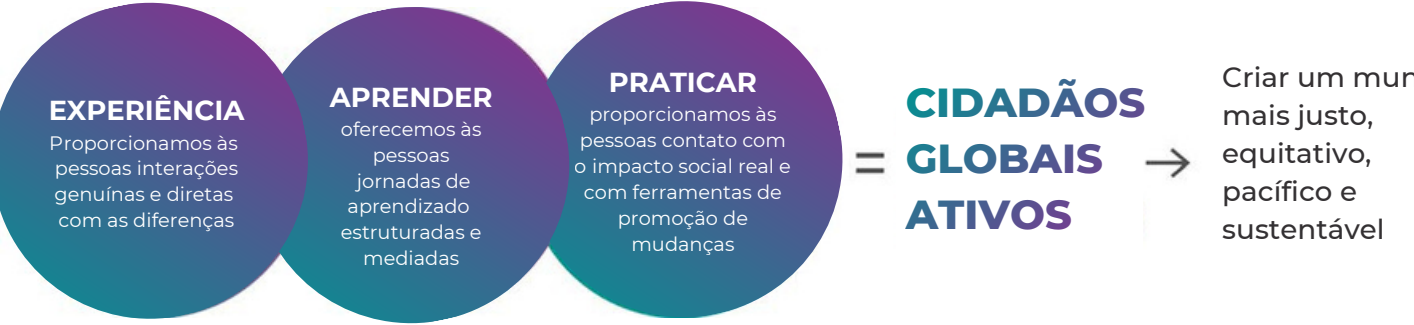 EXPERIÊNCIA
Proporcionamos às
pessoas interações
genuínas e diretas
com as diferenças
APRENDER
oferecemos às
pessoas
jornadas de
aprendizado
estruturadas e
mediadas
PRATICAR
proporcionamos às
pessoas contato com
o impacto social real e
com ferramentas de
promoção de
mudanças
=
CIDADÃOS
GLOBAIS
ATIVOS
→
Criar um
mais justo,
equitativo,
pacífico e
sustentável